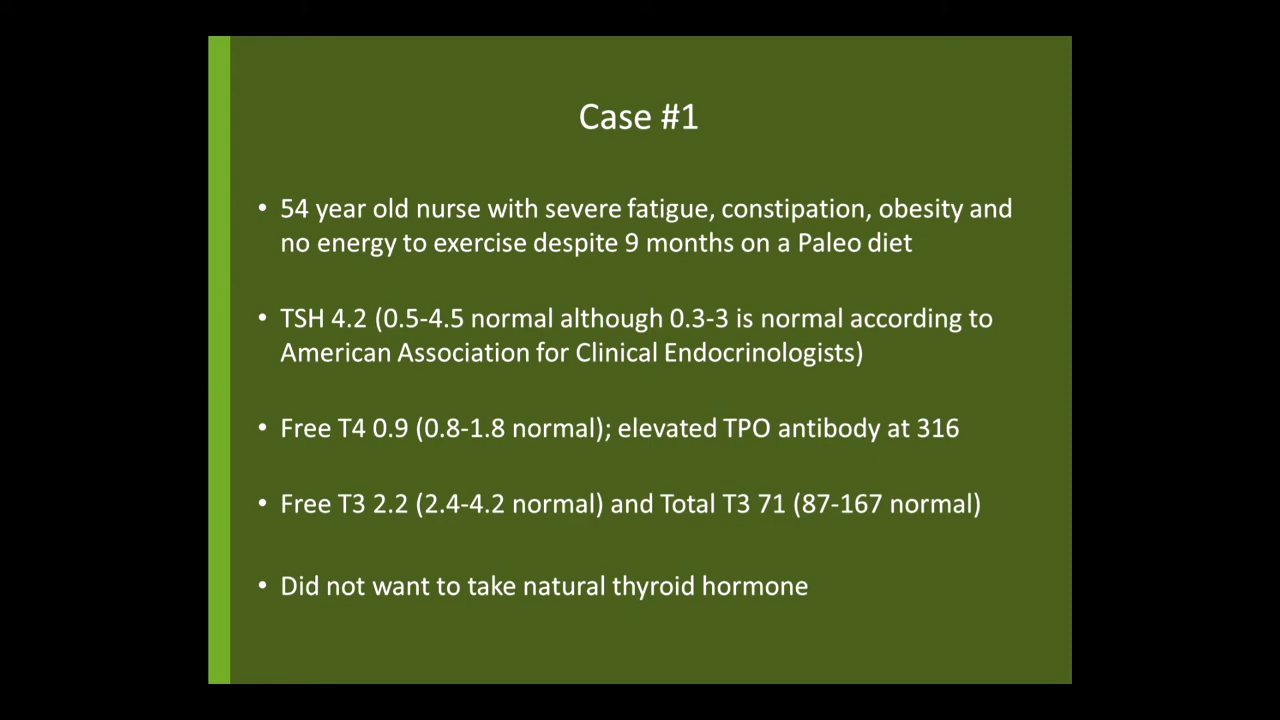 Case #1
• 54 year old nurse with severe fatigue, constipation, obesity and
no energy to exercise despite 9 months on a Paleo diet
• TSH 4.2 (0.5-4.5 normal although 0.3-3 is normal according to
American Association for Clinical Endocrinologists)
• Free T4 0.9 (0.8-1.8 normal); elevated TPO antibody at 316
• Free T3 2.2 (2.4-4.2 normal) and Total T3 71 (87-167 normal)
• Did not want to take natural thyroid hormone